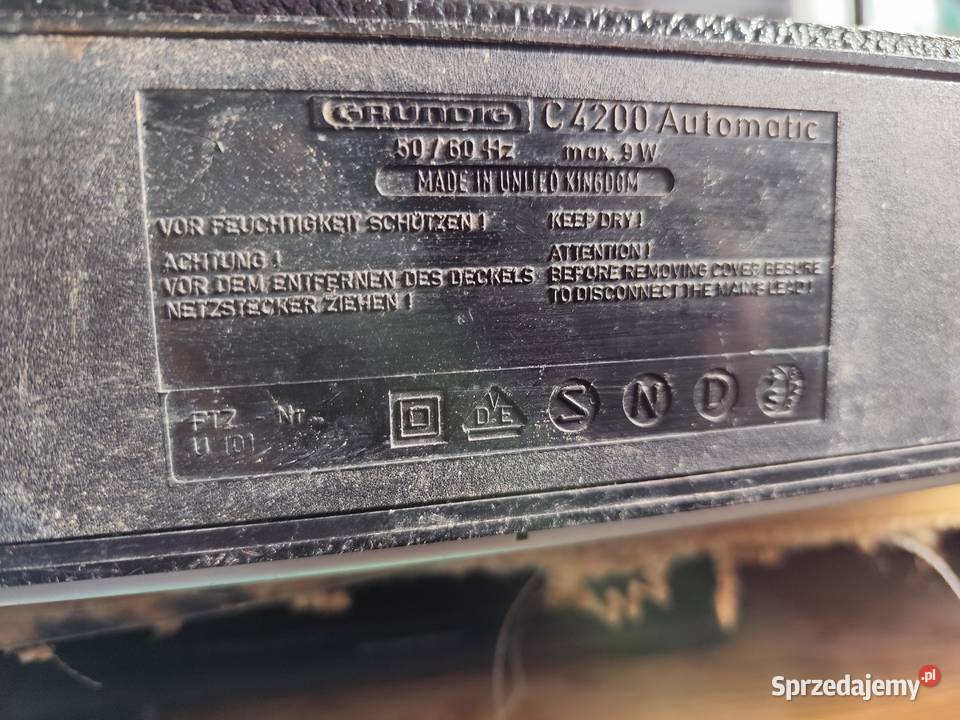 GRUNDIG C 4200 Automatic
50/60 Hz max. 9 W
MADE IN UNITED KINGDOM
VOR FEUCHTIGKEIT SCHÜTZEN!
ACHTUNG!
VOR DEM ENTFERNEN DES DECKELS
NETZSTECKER ZIEHEN!
KEEP DRY!
ATTENTION!
BEFORE REMOVING COVER BESURE
TO DISCONNECT THE MAINS LEAD!
FTZ Nr.
U 101
V
D E
S N D
Sprzedajemy.pl